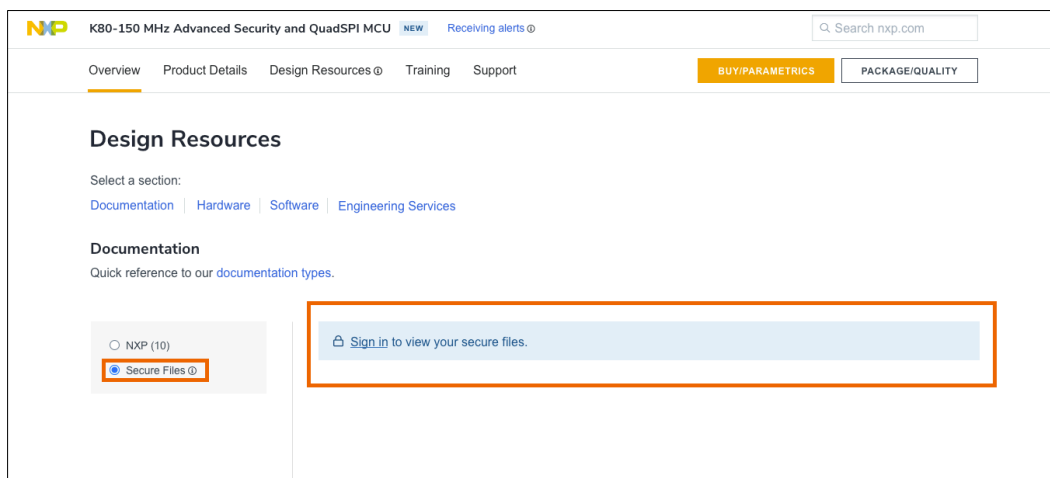 NXP K80-150 MHz Advanced Security and QuadSPI MCU NEW Receiving alerts Search nxp.com
Overview Product Details Design Resources Training Support BUY/PARAMETRICS PACKAGE/QUALITY
Design Resources
Select a section:
Documentation Hardware Software Engineering Services
Documentation
Quick reference to our documentation types.
Sign in to view your secure files.
NXP (10)
Secure Files